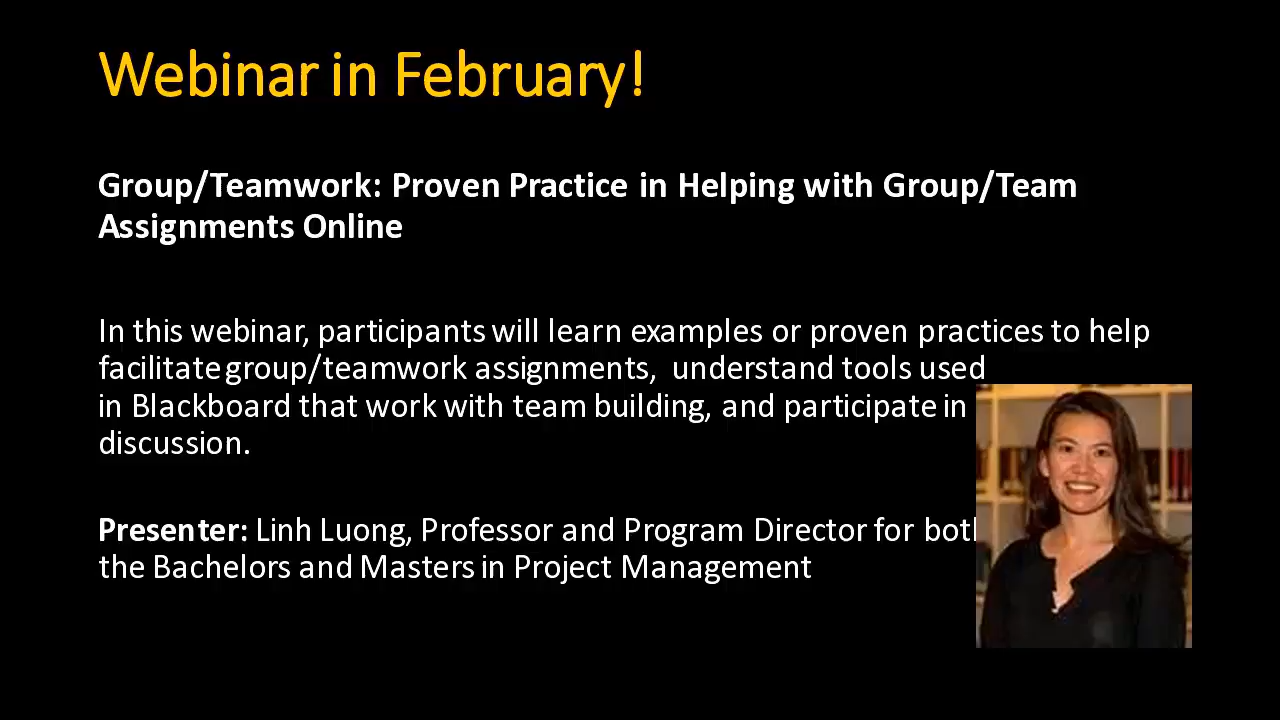 Webinar in February!
Group/Teamwork: Proven Practice in Helping with Group/Team
Assignments Online
In this webinar, participants will learn examples or proven practices to help
facilitate group/teamwork assignments, understand tools used
in Blackboard that work with team building, and participate in
discussion.
Presenter: Linh Luong, Professor and Program Director for both
the Bachelors and Masters in Project Management